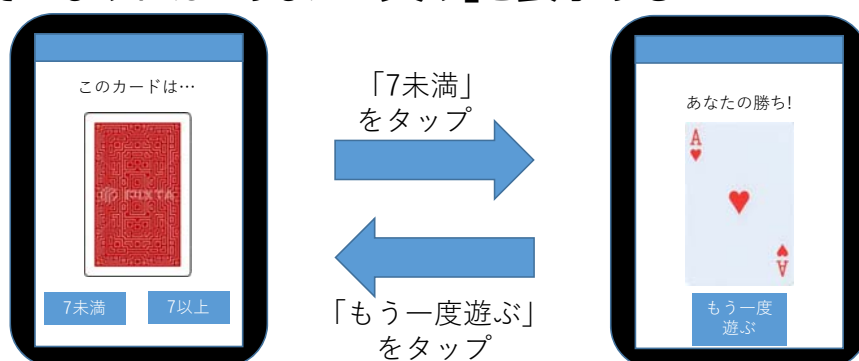 このカードは…
PIXTA
7未満
7以上
「7未満」
をタップ
「もう一度遊ぶ」
をタップ
あなたの勝ち!
A
A
もう一度
遊ぶ